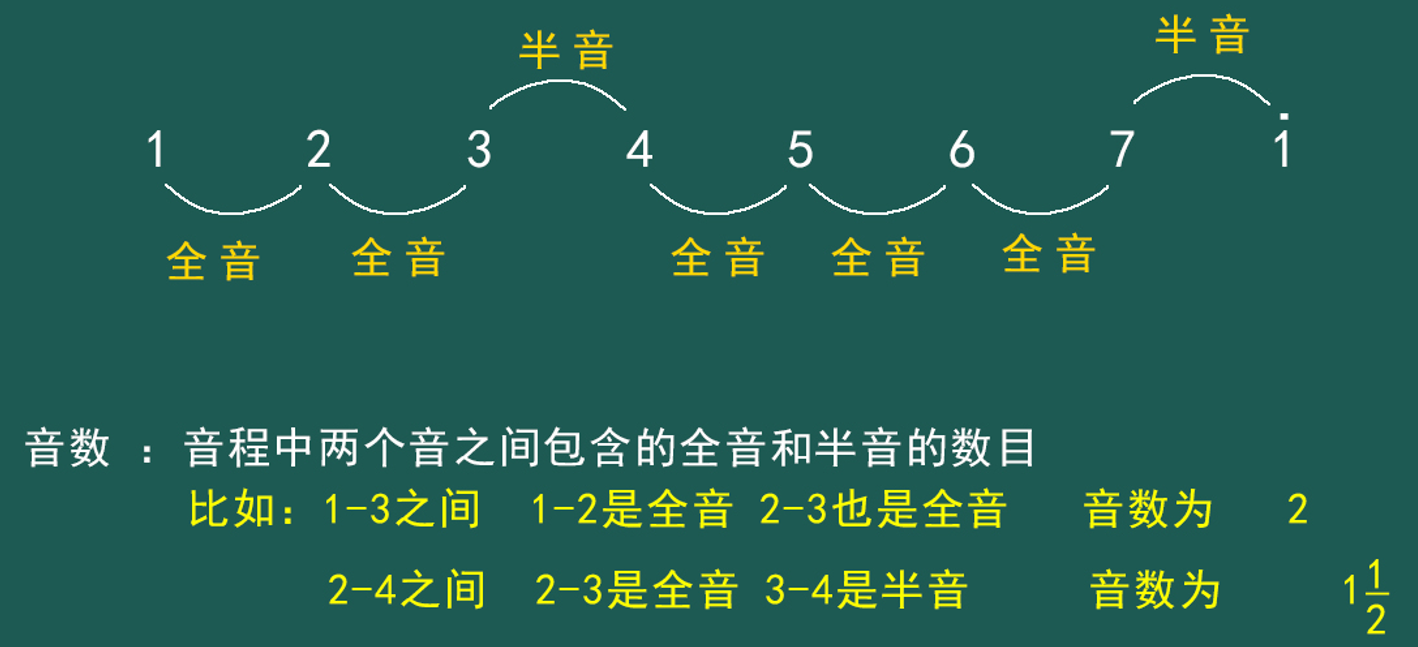 半音 半音
1 2 3 4 5 6 7 1̇
全音 全音 全音 全音 全音
音数 ：音程中两个音之间包含的全音和半音的数目
比如：1-3之间 1-2是全音 2-3也是全音 音数为 2
2-4之间 2-3是全音 3-4是半音 音数为 1 1/2